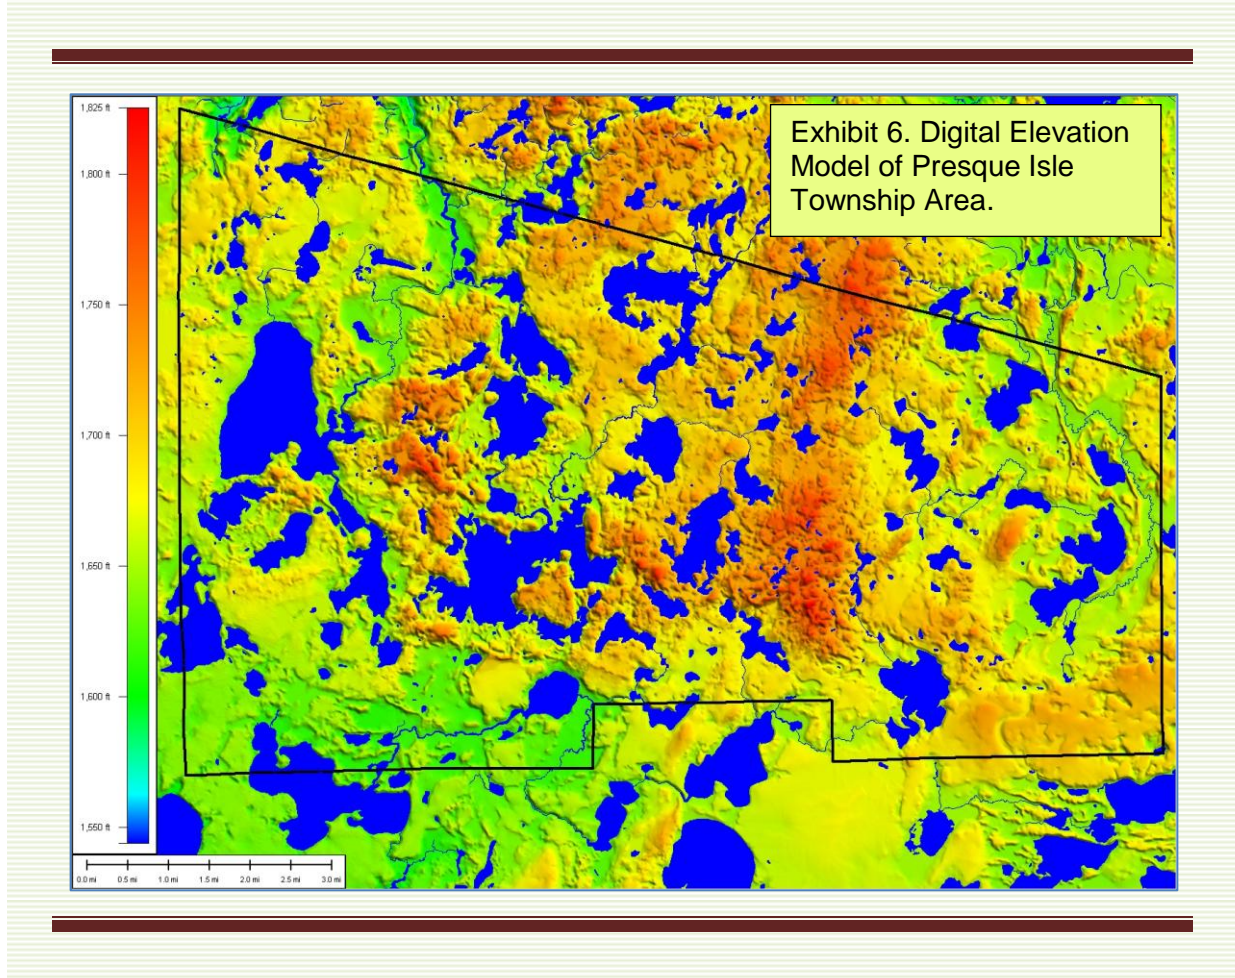 Exhibit 6. Digital Elevation
Model of Presque Isle
Township Area.
1,825 ft
1,800 ft
1,750 ft
1,700 ft
1,650 ft
1,600 ft
1,550 ft
0.0 mi 0.5 mi 1.0 mi 1.5 mi 2.0 mi 2.5 mi 3.0 mi